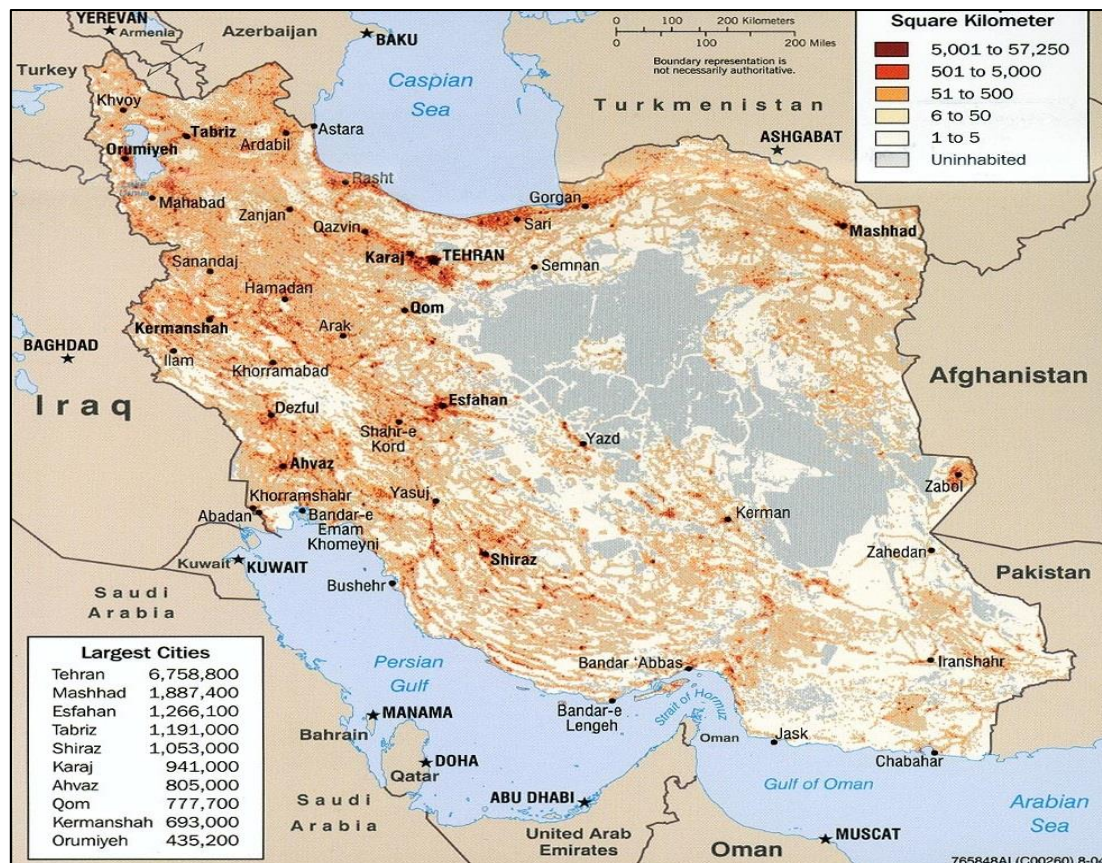 YEREVAN
Armenia
Azerbaijan
BAKU
Turkey
Caspian
Sea
0 100 200 Kilometers
0 100 200 Miles
Boundary representation is
not necessarily authoritative.
Turkmenistan
ASHGABAT
Square Kilometer
5,001 to 57,250
501 to 5,000
51 to 500
6 to 50
1 to 5
Uninhabited
Khvoy
Tabriz
Ardabil
Astara
Orumiyeh
Mahabad
Rasht
Zanjan
Qazvin
Gorgan
Sari
Mashhad
Karaj
TEHRAN
Semnan
Sanandaj
Hamadan
Qom
Kermanshah
Arak
BAGHDAD
Ilam
Khorramabad
Iraq
Afghanistan
Dezful
Esfahan
Shahr-e
Kord
Yazd
Ahvaz
Zabol
Khorramshahr
Yasuj
Abadan
Bandar-e
Emam
Khomeyni
Kerman
Shiraz
Zahedan
Kuwait
KUWAIT
Pakistan
Saudi
Arabia
Bushehr
Largest Cities
Tehran 6,758,800
Mashhad 1,887,400
Esfahan 1,266,100
Tabriz 1,191,000
Shiraz 1,053,000
Karaj 941,000
Ahvaz 805,000
Qom 777,700
Kermanshah 693,000
Orumiyeh 435,200
Persian
Gulf
Bandar 'Abbas
Iranshahr
Bandar-e
Lengeh
Strait of Hormuz
MANAMA
Bahrain
Oman
Jask
Chabahar
DOHA
Qatar
Gulf of Oman
Saudi
Arabia
ABU DHABI
Arabian
Sea
United Arab
Emirates
Oman
MUSCAT
765848AI (C00260) 8-04